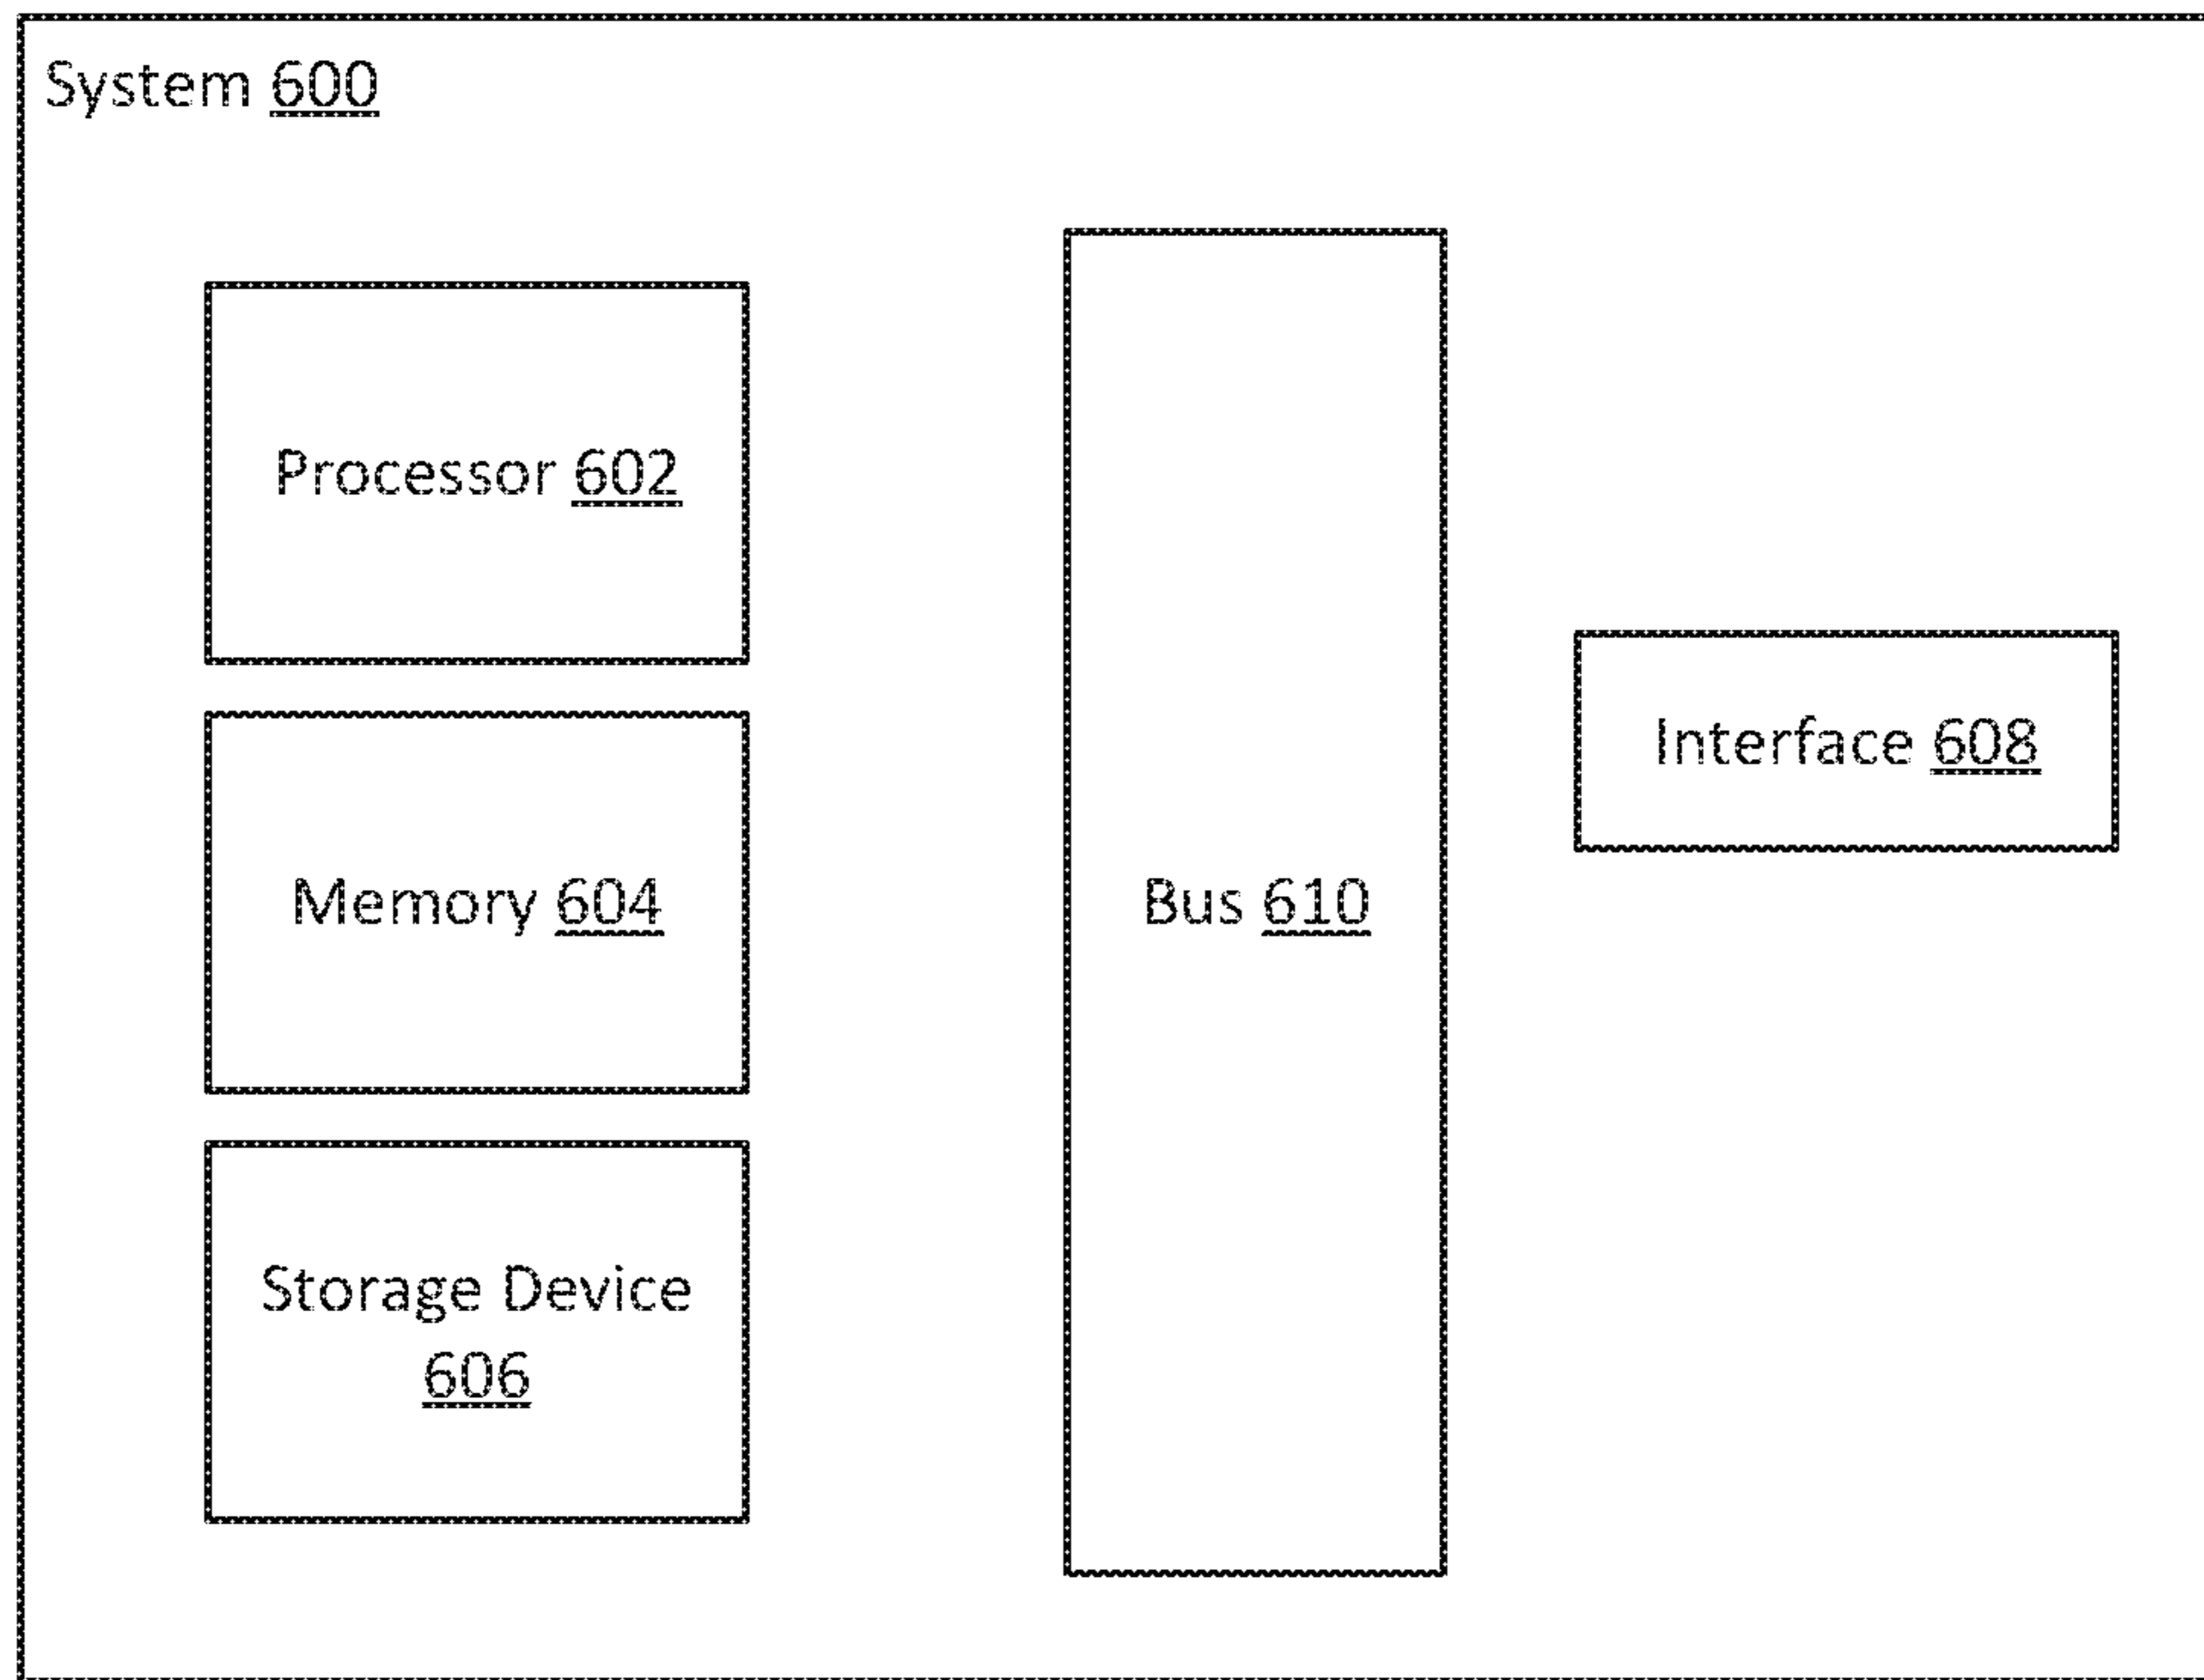 System 600
Processor 602
Memory 604
Storage Device
606
Bus 610
Interface 608